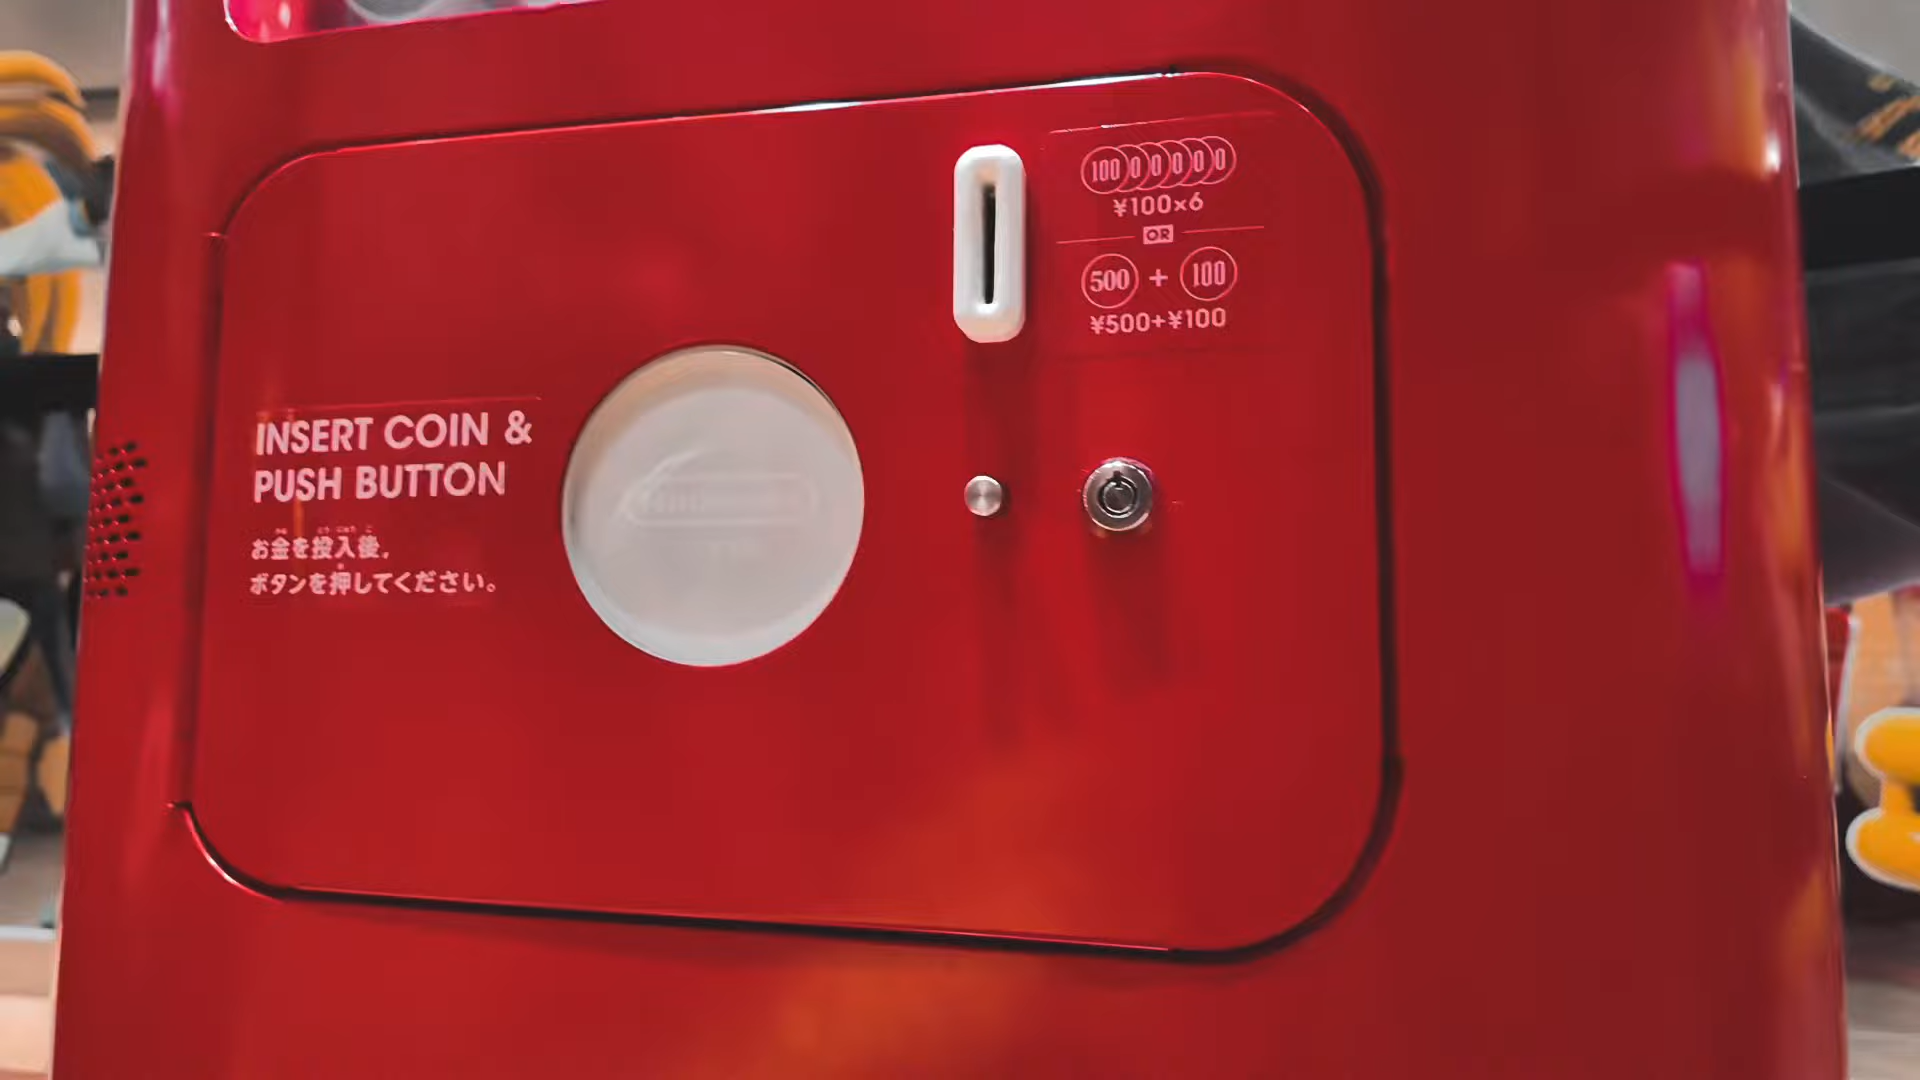 100 0 0 0 0 0
¥100×6
OR
500 + 100
¥500+¥100
INSERT COIN &
PUSH BUTTON
お金を投入後、
ボタンを押してください。